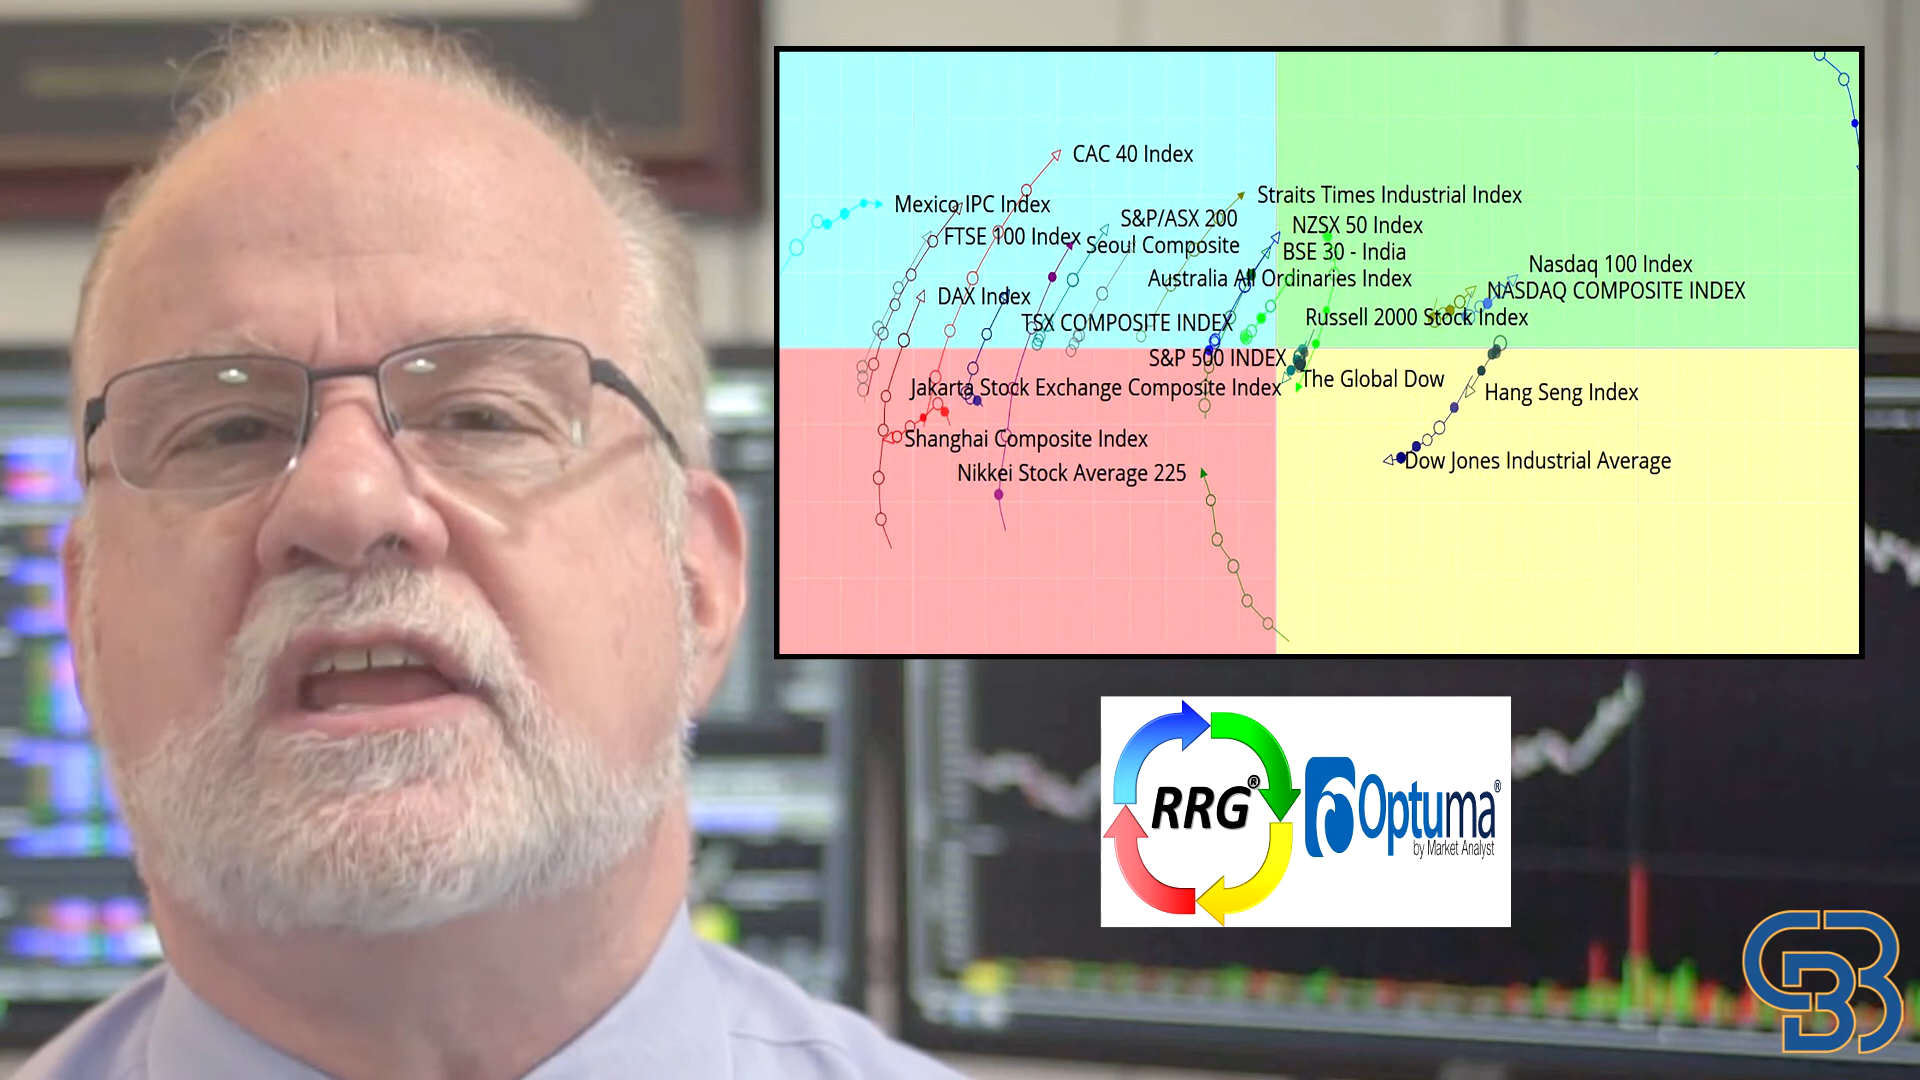 CAC 40 Index
Straits Times Industrial Index
Mexico IPC Index
S&P/ASX 200
NZSX 50 Index
FTSE 100 Index
Seoul Composite
BSE 30 - India
Nasdaq 100 Index
Australia All Ordinaries Index
NASDAQ COMPOSITE INDEX
DAX Index
TSX COMPOSITE INDEX
Russell 2000 Stock Index
S&P 500 INDEX
The Global Dow
Jakarta Stock Exchange Composite Index
Hang Seng Index
Shanghai Composite Index
Dow Jones Industrial Average
Nikkei Stock Average 225
RRG®
Optuma®
by Market Analyst
CBB